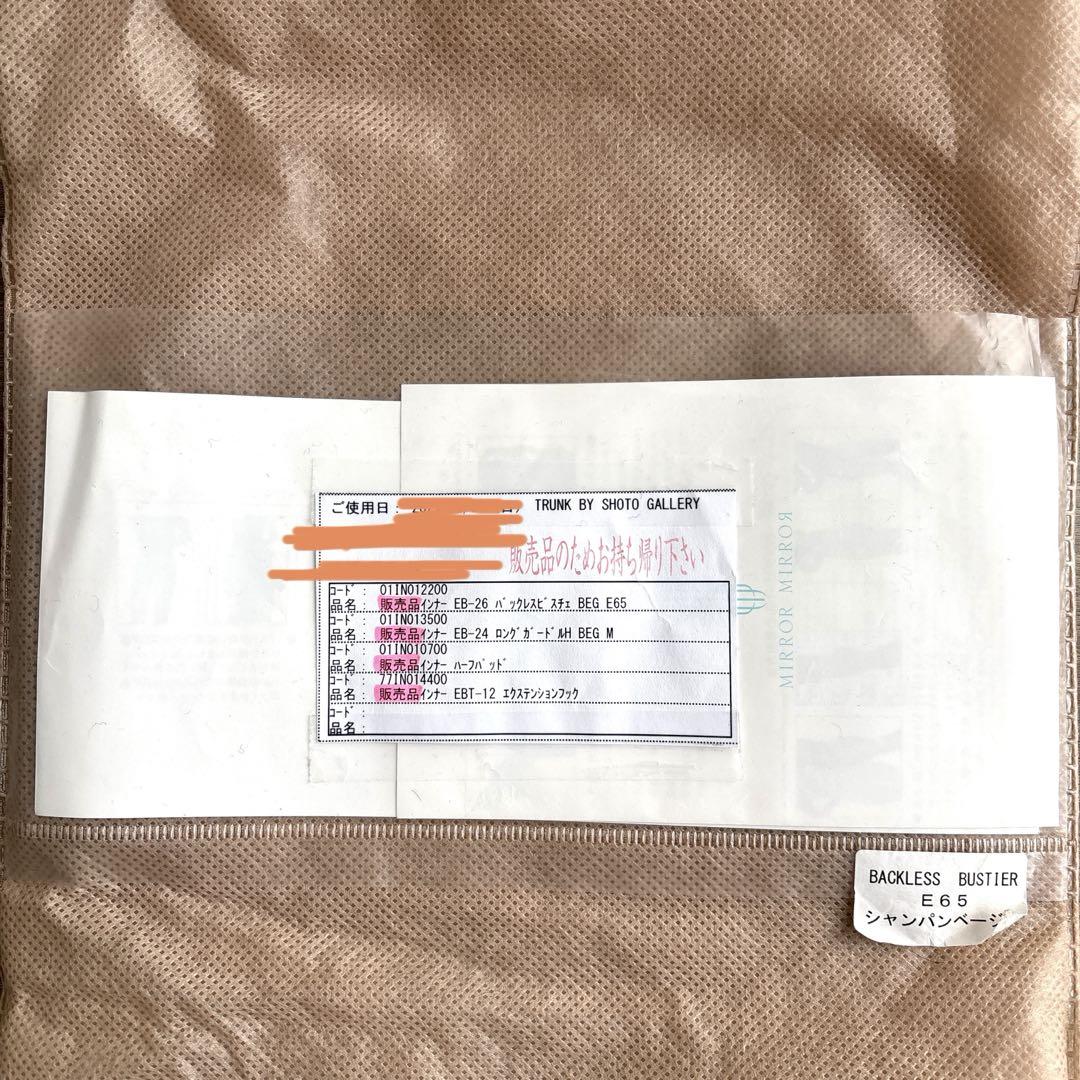 ご使用日: TRUNK BY SHOTO GALLERY
販売品のためお持ち帰り下さい
ｺｰﾄﾞ : 01IN012200
品名 : 販売品ｲﾝﾅｰ EB-26 ﾊﾞｯｸﾚｽﾋﾞｽﾁｪ BEG E65
ｺｰﾄﾞ : 01IN013500
品名 : 販売品ｲﾝﾅｰ EB-24 ﾛﾝｸﾞｶﾞｰﾄﾞﾙH BEG M
ｺｰﾄﾞ : 01IN010700
品名 : 販売品ｲﾝﾅｰ ﾊｰﾌﾊﾟｯﾄﾞ
ｺｰﾄﾞ : 77IN014400
品名 : 販売品ｲﾝﾅｰ EBT-12 ｴｸｽﾃﾝｼｮﾝﾌｯｸ
ｺｰﾄﾞ :
品名 :
MIRROR MIRROR
BACKLESS BUSTIER
E65
シャンパンベージ